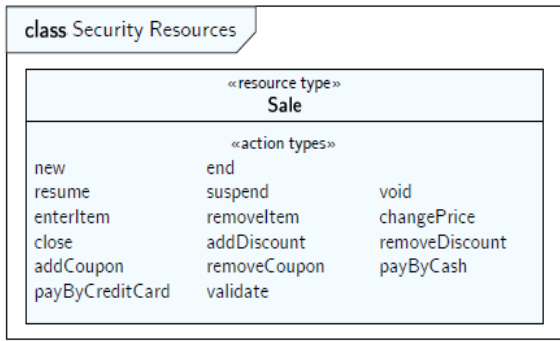 class Security Resources
«resource type»
Sale
«action types»
new end
resume suspend void
enterItem removeItem changePrice
close addDiscount removeDiscount
addCoupon removeCoupon payByCash
payByCreditCard validate